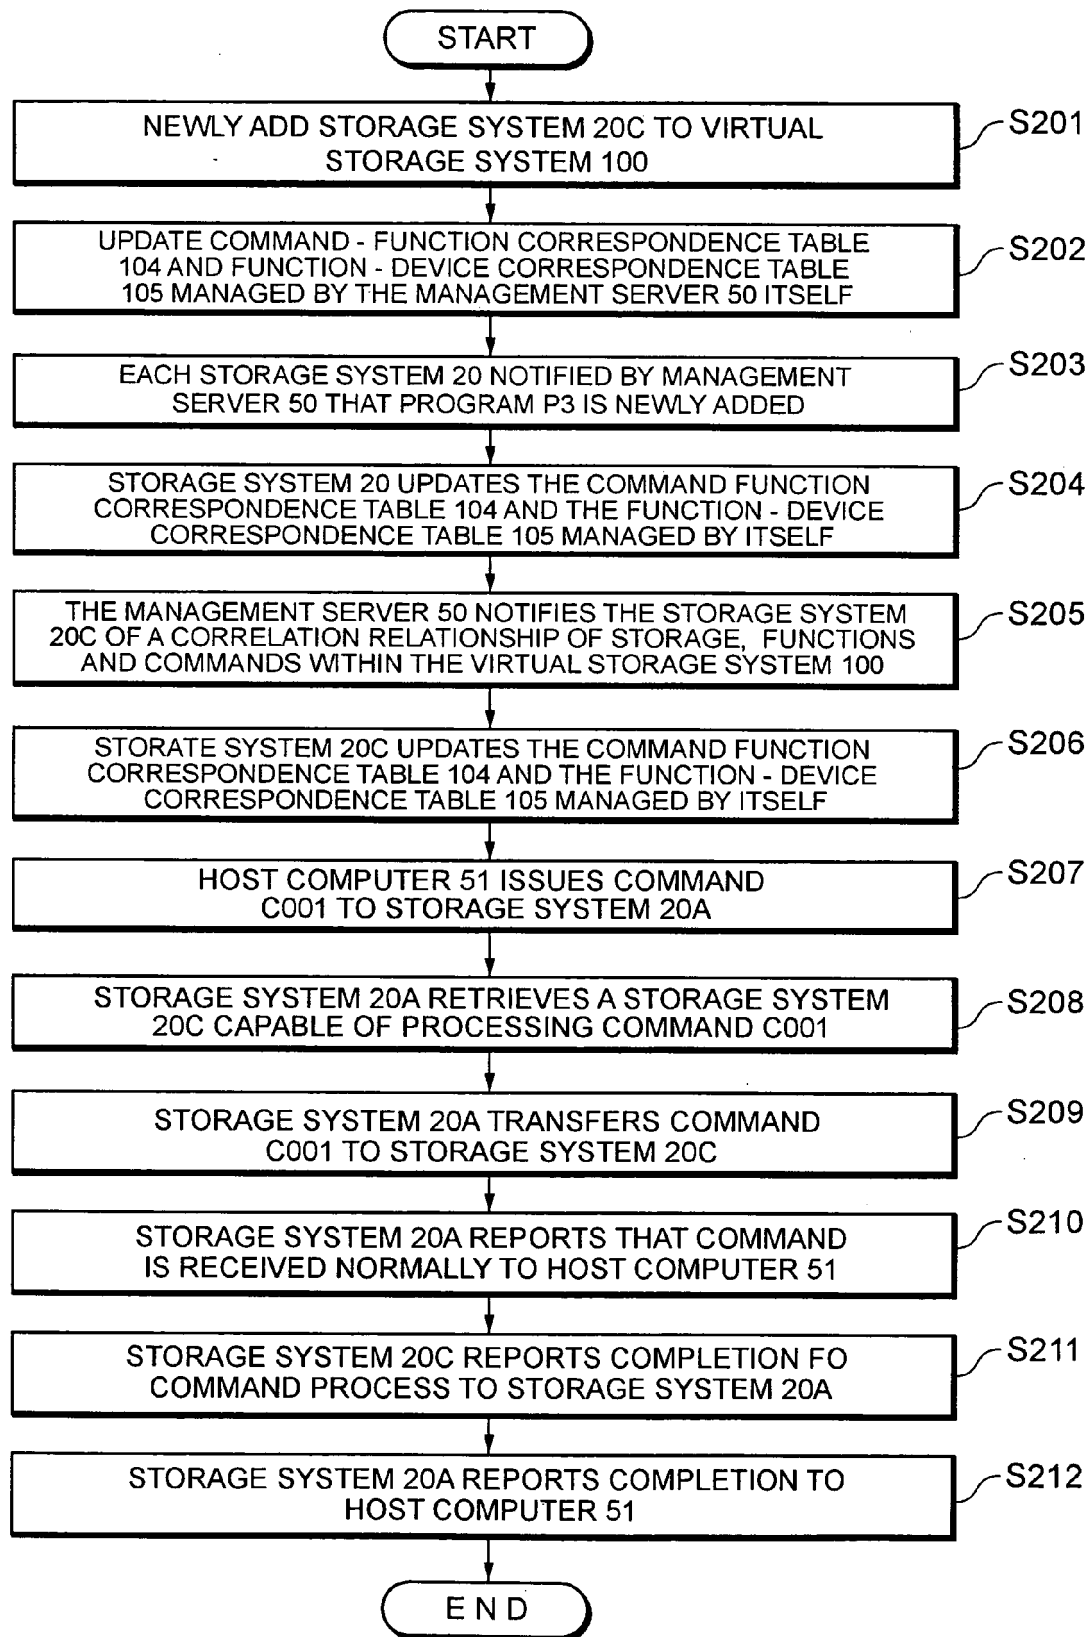 START
NEWLY ADD STORAGE SYSTEM 20C TO VIRTUAL
STORAGE SYSTEM 100
S201
UPDATE COMMAND - FUNCTION CORRESPONDENCE TABLE
104 AND FUNCTION - DEVICE CORRESPONDENCE TABLE
105 MANAGED BY THE MANAGEMENT SERVER 50 ITSELF
S202
EACH STORAGE SYSTEM 20 NOTIFIED BY MANAGEMENT
SERVER 50 THAT PROGRAM P3 IS NEWLY ADDED
S203
STORAGE SYSTEM 20 UPDATES THE COMMAND FUNCTION
CORRESPONDENCE TABLE 104 AND THE FUNCTION - DEVICE
CORRESPONDENCE TABLE 105 MANAGED BY ITSELF
S204
THE MANAGEMENT SERVER 50 NOTIFIES THE STORAGE SYSTEM
20C OF A CORRELATION RELATIONSHIP OF STORAGE, FUNCTIONS
AND COMMANDS WITHIN THE VIRTUAL STORAGE SYSTEM 100
S205
STORATE SYSTEM 20C UPDATES THE COMMAND FUNCTION
CORRESPONDENCE TABLE 104 AND THE FUNCTION - DEVICE
CORRESPONDENCE TABLE 105 MANAGED BY ITSELF
S206
HOST COMPUTER 51 ISSUES COMMAND
C001 TO STORAGE SYSTEM 20A
S207
STORAGE SYSTEM 20A RETRIEVES A STORAGE SYSTEM
20C CAPABLE OF PROCESSING COMMAND C001
S208
STORAGE SYSTEM 20A TRANSFERS COMMAND
C001 TO STORAGE SYSTEM 20C
S209
STORAGE SYSTEM 20A REPORTS THAT COMMAND
IS RECEIVED NORMALLY TO HOST COMPUTER 51
S210
STORAGE SYSTEM 20C REPORTS COMPLETION FO
COMMAND PROCESS TO STORAGE SYSTEM 20A
S211
STORAGE SYSTEM 20A REPORTS COMPLETION TO
HOST COMPUTER 51
S212
END